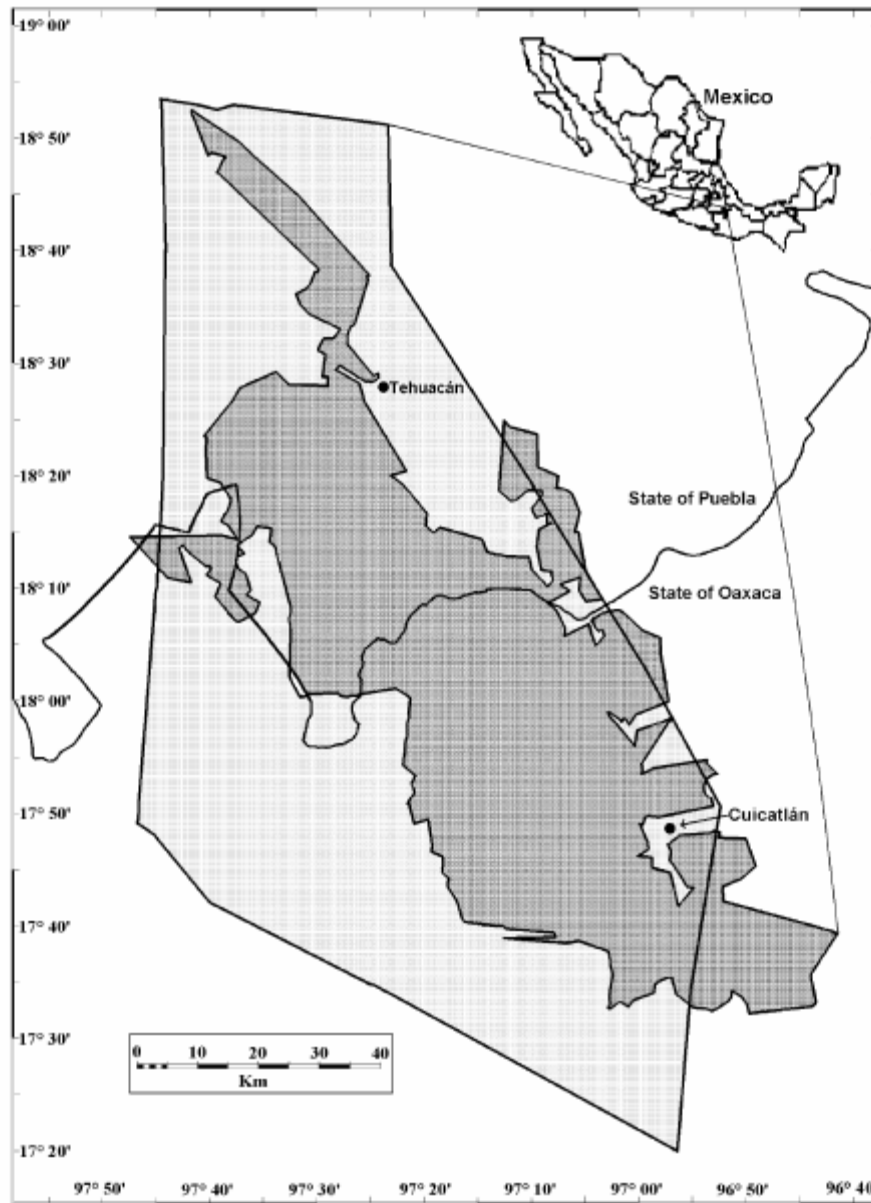 19° 00'
Mexico
18° 50'
18° 40'
18° 30'
Tehuacán
18° 20'
State of Puebla
18° 10'
State of Oaxaca
18° 00'
17° 50'
Cuicatlán
17° 40'
17° 30'
0 10 20 30 40
Km
17° 20'
97° 50' 97° 40' 97° 30' 97° 20' 97° 10' 97° 00' 96° 50' 96° 40'